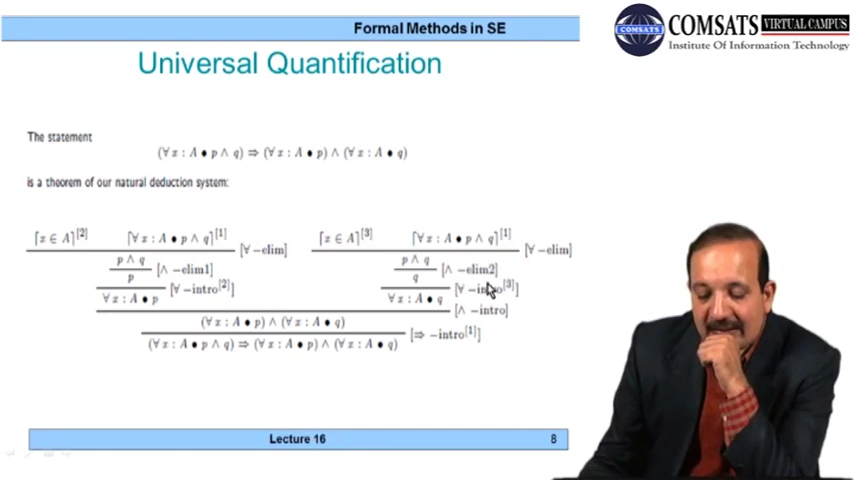 Formal Methods in SE
COMSATS
COMSATS VIRTUAL CAMPUS
Institute Of Information Technology
Universal Quantification
The statement
(∀ x : A • p ∧ q) ⇒ (∀ x : A • p) ∧ (∀ x : A • q)
is a theorem of our natural deduction system:
⌈x ∈ A⌉[2] ⌈∀ x : A • p ∧ q⌉[1] [∀ −elim] ⌈x ∈ A⌉[3] ⌈∀ x : A • p ∧ q⌉[1] [∀ −elim]
p ∧ q [∧ −elim1] p ∧ q [∧ −elim2]
p [∀ −intro[2]] q [∀ −intro[3]]
∀ x : A • p ∀ x : A • q [∧ −intro]
(∀ x : A • p) ∧ (∀ x : A • q) [⇒ −intro[1]]
(∀ x : A • p ∧ q) ⇒ (∀ x : A • p) ∧ (∀ x : A • q)
Lecture 16 8